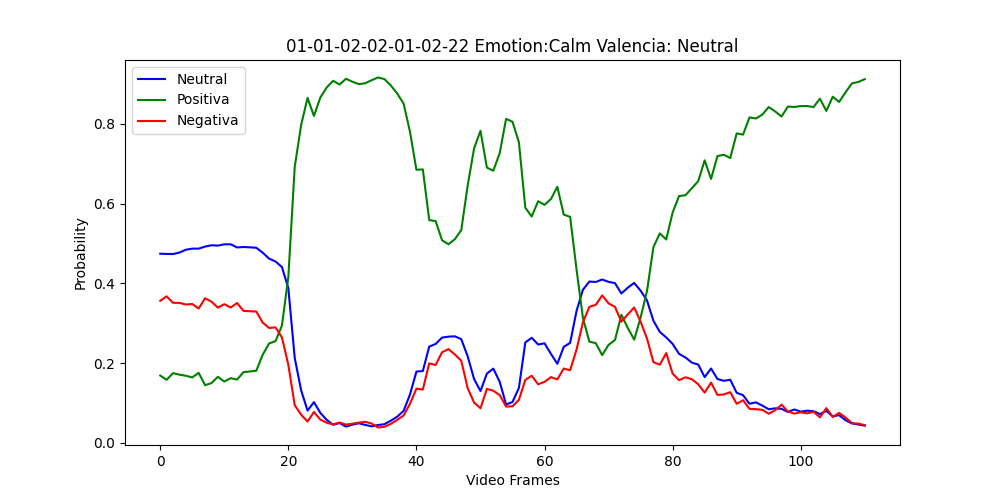 01-01-02-02-01-02-22 Emotion:Calm Valencia: Neutral
Neutral
Positiva
Negativa
Probability
0.8
0.6
0.4
0.2
0.0
0 20 40 60 80 100
Video Frames